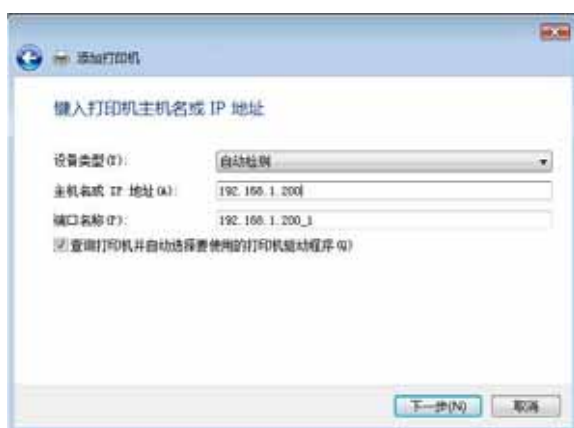 添加打印机
键入打印机主机名或 IP 地址
设备类型(T):
自动检测
主机名或 IP 地址(A):
192.168.1.200
端口名称(P):
192.168.1.200_1
查询打印机并自动选择要使用的打印机驱动程序(Q)
下一步(N)
取消